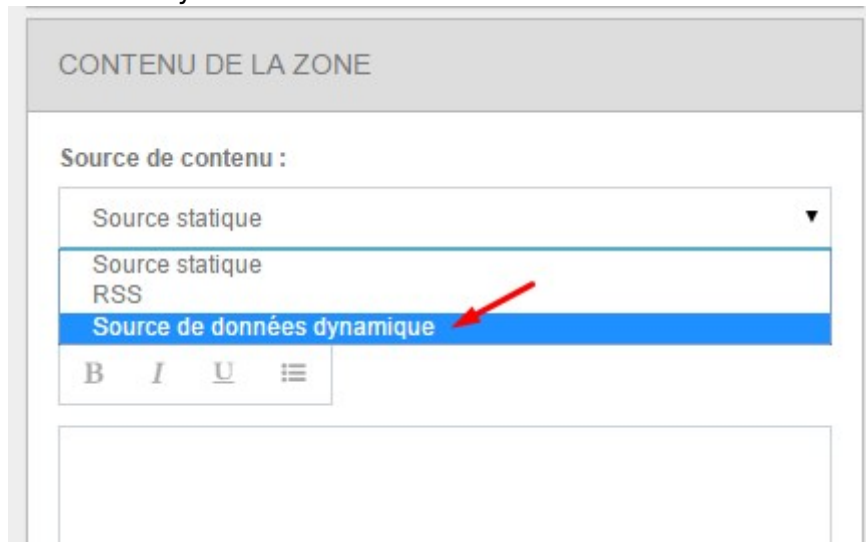 CONTENU DE LA ZONE
Source de contenu :
Source statique
Source statique
RSS
Source de données dynamique
B I U